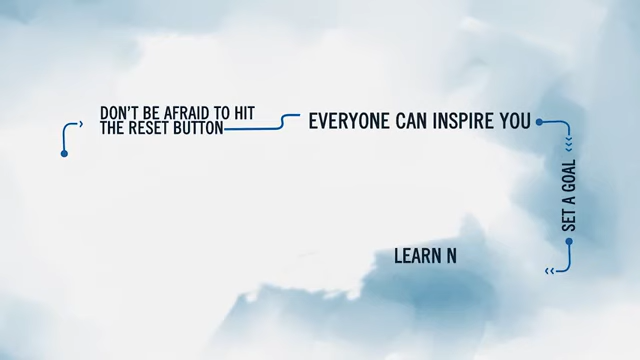 DON'T BE AFRAID TO HIT
THE RESET BUTTON
EVERYONE CAN INSPIRE YOU
SET A GOAL
LEARN N